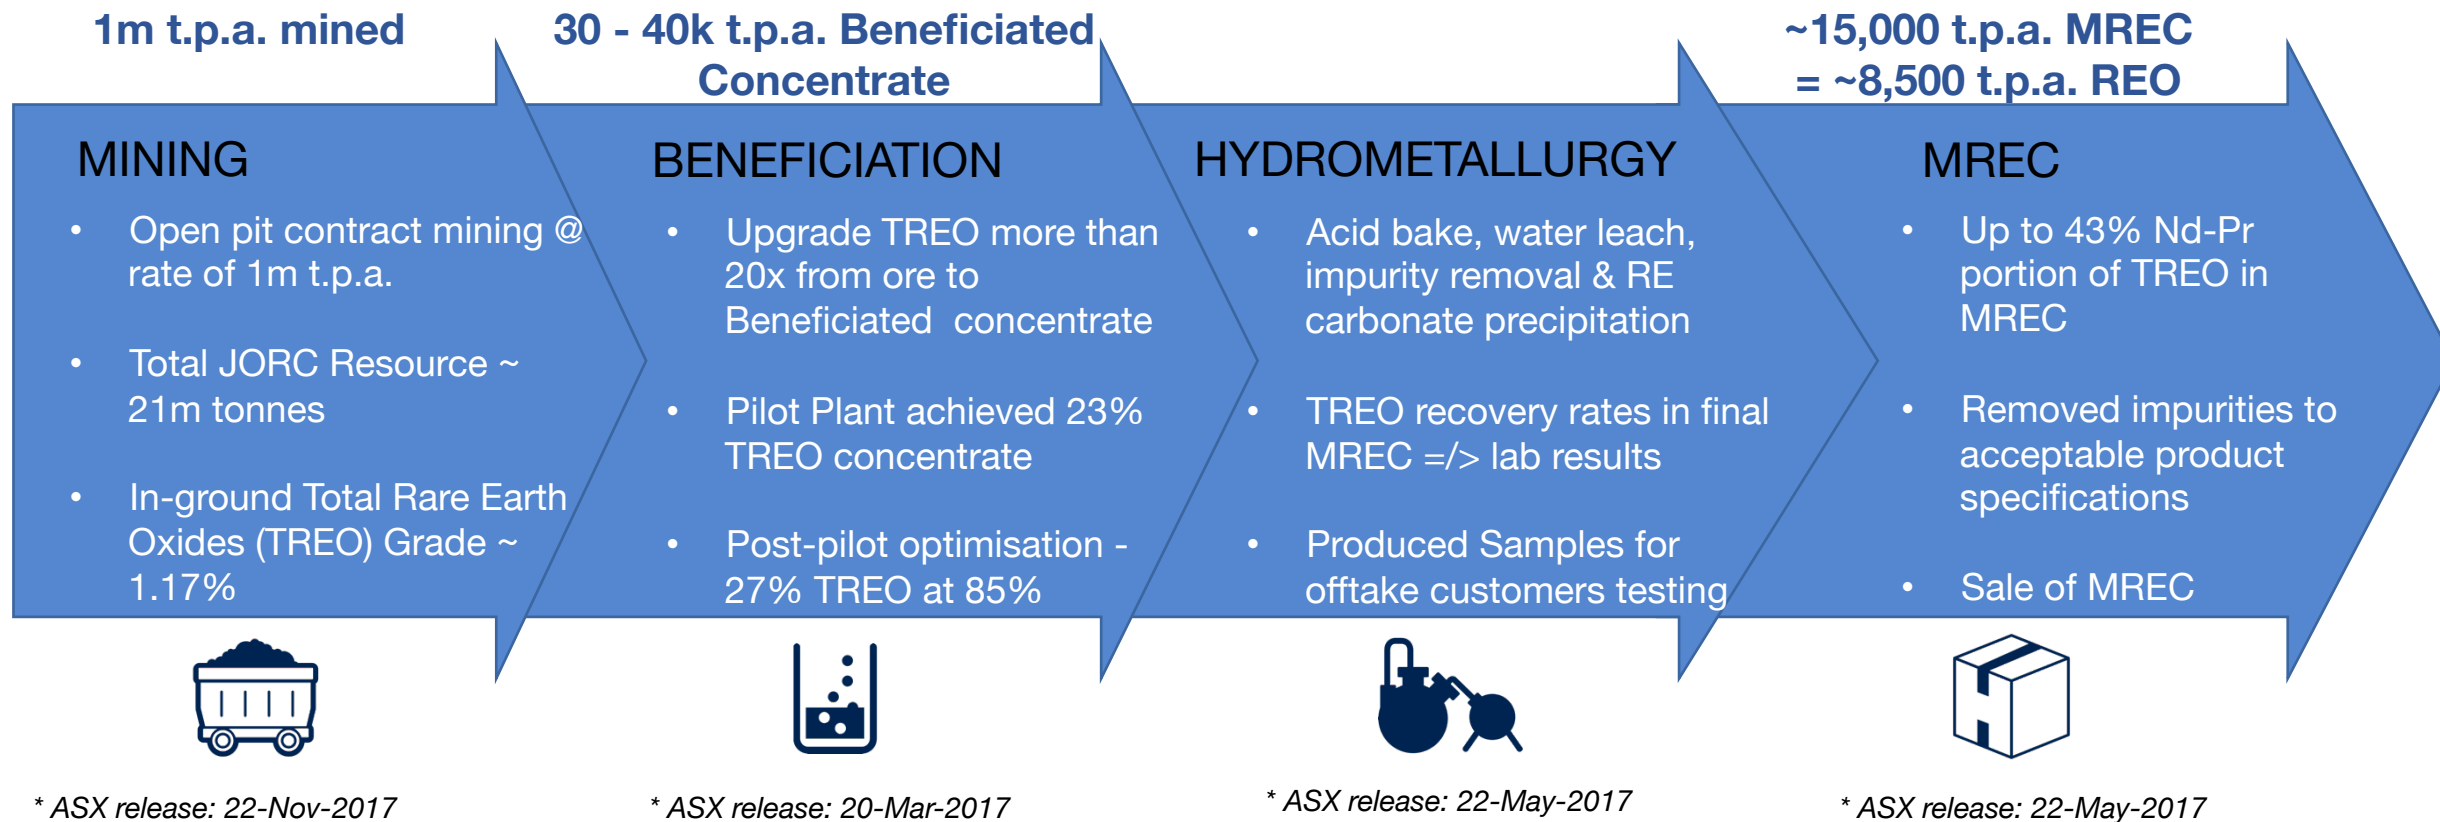 1m t.p.a. mined
30 - 40k t.p.a. Beneficiated
Concentrate
~15,000 t.p.a. MREC
= ~8,500 t.p.a. REO
MINING
• Open pit contract mining @
rate of 1m t.p.a.
• Total JORC Resource ~
21m tonnes
• In-ground Total Rare Earth
Oxides (TREO) Grade ~
1.17%
* ASX release: 22-Nov-2017
BENEFICIATION
• Upgrade TREO more than
20x from ore to
Beneficiated concentrate
• Pilot Plant achieved 23%
TREO concentrate
• Post-pilot optimisation -
27% TREO at 85%
* ASX release: 20-Mar-2017
HYDROMETALLURGY
• Acid bake, water leach,
impurity removal & RE
carbonate precipitation
• TREO recovery rates in final
MREC =/> lab results
• Produced Samples for
offtake customers testing
* ASX release: 22-May-2017
MREC
• Up to 43% Nd-Pr
portion of TREO in
MREC
• Removed impurities to
acceptable product
specifications
• Sale of MREC
* ASX release: 22-May-2017